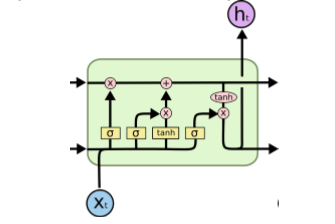 hₜ
x +
tanh
x x
σ σ tanh σ
Xₜ